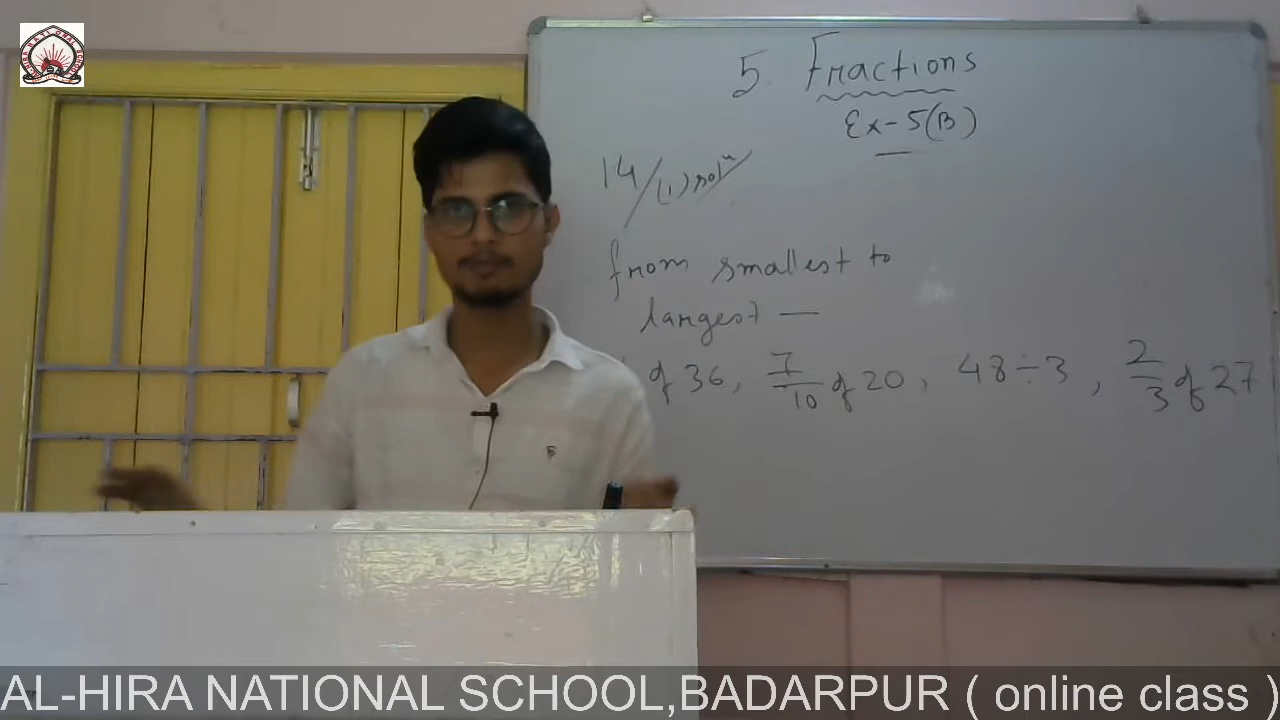 5 Fractions
Ex-5(B)
14/(1) solⁿ
from smallest to
largest —
of 36, 7/10 of 20, 48÷3, 2/3 of 27
AL-HIRA NATIONAL SCHOOL,BADARPUR ( online class )